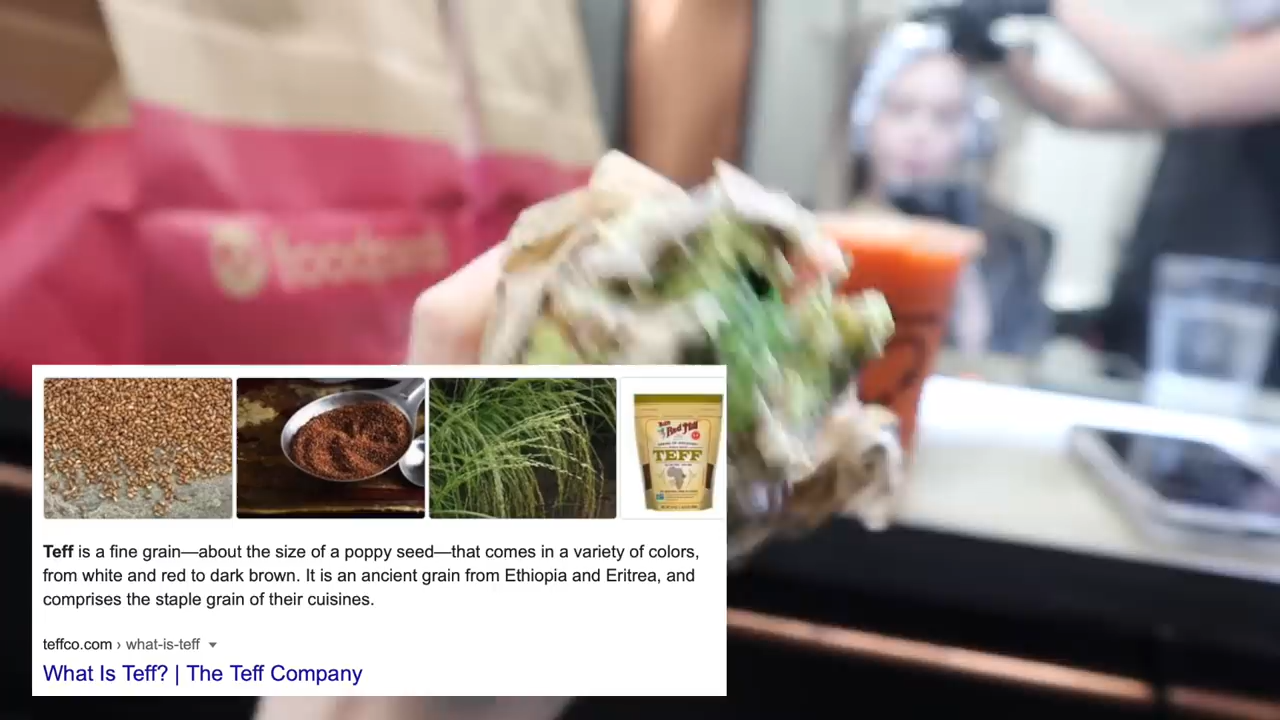 foodpanda
TEFF
Teff is a fine grain—about the size of a poppy seed—that comes in a variety of colors,
from white and red to dark brown. It is an ancient grain from Ethiopia and Eritrea, and
comprises the staple grain of their cuisines.
teffco.com › what-is-teff
What Is Teff? | The Teff Company